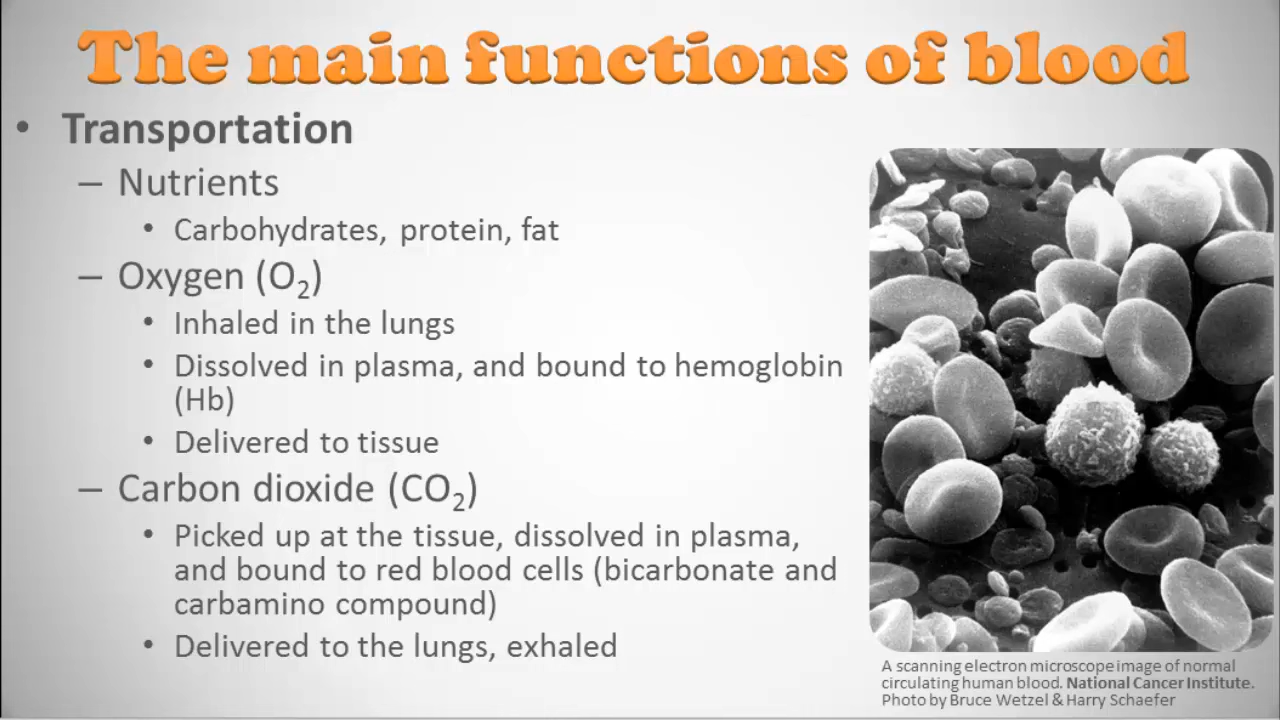 The main functions of blood
• Transportation
– Nutrients
• Carbohydrates, protein, fat
– Oxygen (O₂)
• Inhaled in the lungs
• Dissolved in plasma, and bound to hemoglobin
(Hb)
• Delivered to tissue
– Carbon dioxide (CO₂)
• Picked up at the tissue, dissolved in plasma,
and bound to red blood cells (bicarbonate and
carbamino compound)
• Delivered to the lungs, exhaled
A scanning electron microscope image of normal
circulating human blood. National Cancer Institute.
Photo by Bruce Wetzel & Harry Schaefer